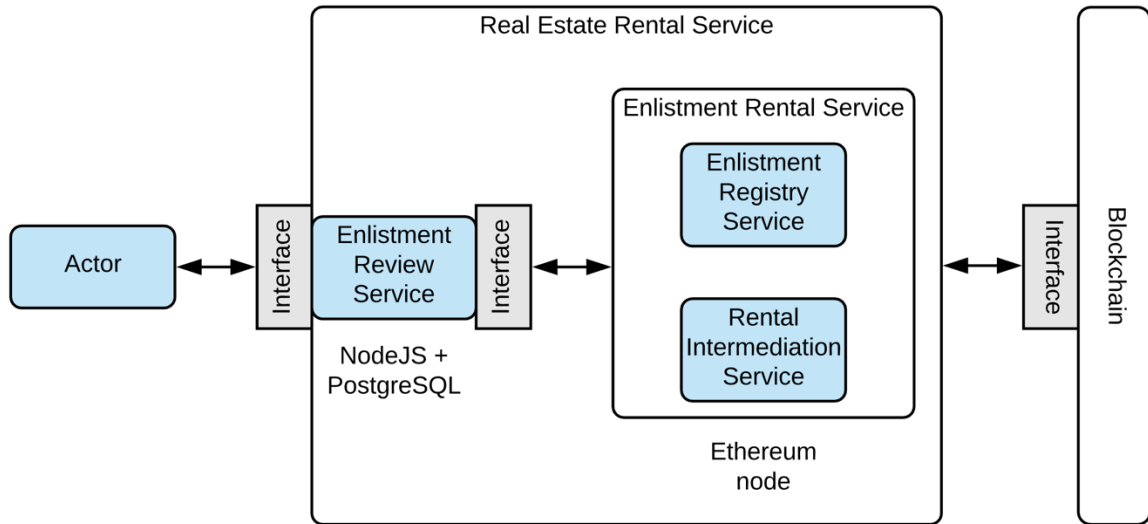 Real Estate Rental Service
Actor
Interface
Enlistment
Review
Service
NodeJS +
PostgreSQL
Interface
Enlistment Rental Service
Enlistment
Registry
Service
Rental
Intermediation
Service
Ethereum
node
Interface
Blockchain